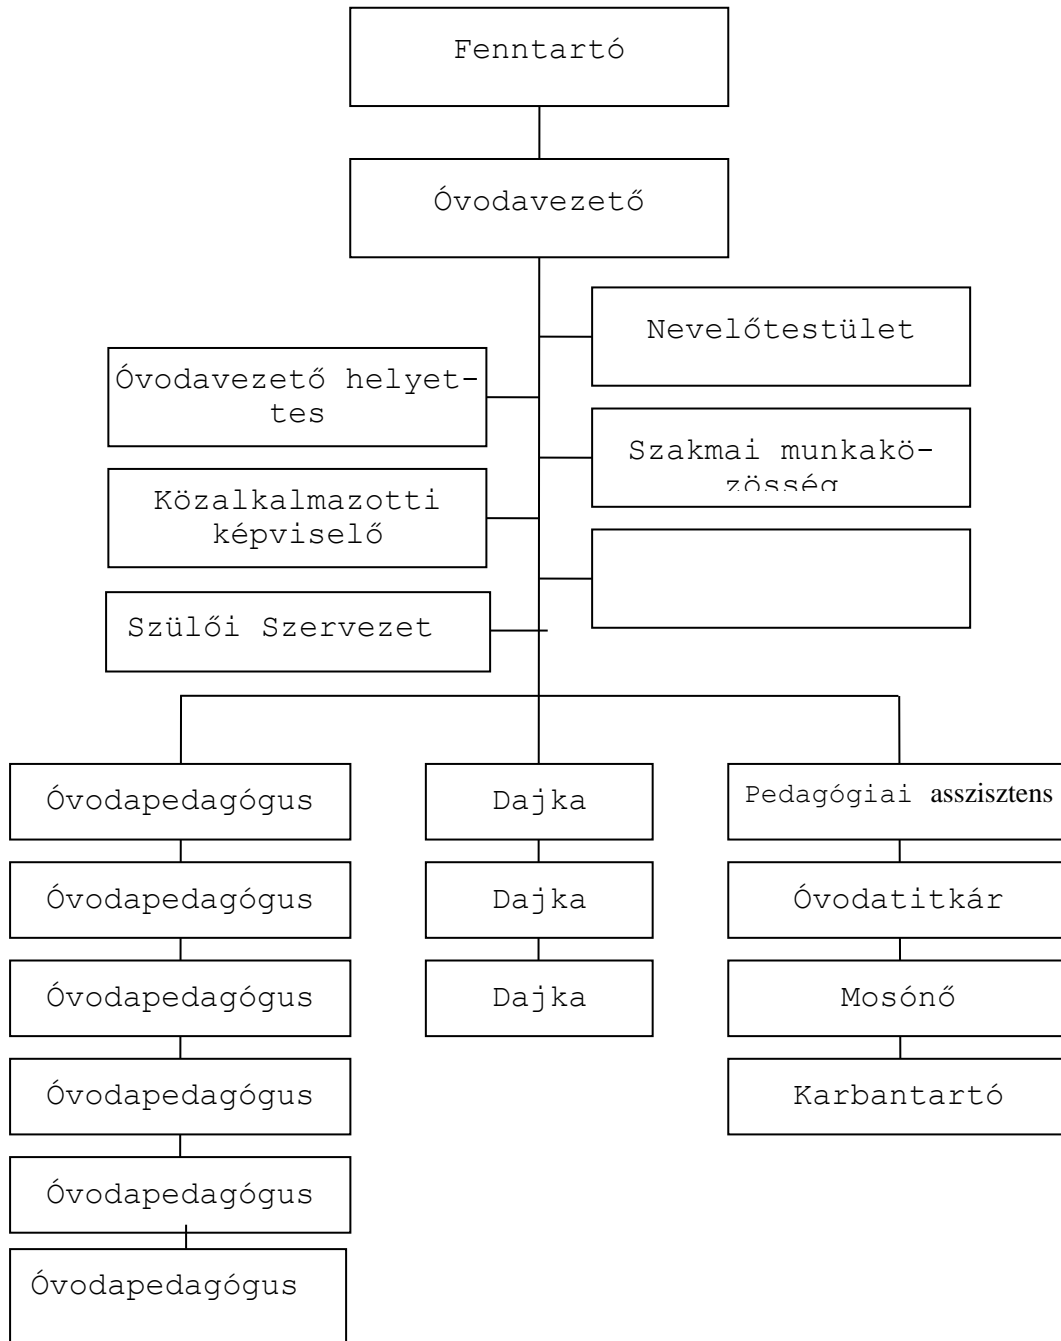 Fenntartó
Óvodavezető
Nevelőtestület
Óvodavezető helyet-
tes
Szakmai munkakö-
zösség
Közalkalmazotti
képviselő
Szülői Szervezet
Óvodapedagógus
Óvodapedagógus
Óvodapedagógus
Óvodapedagógus
Óvodapedagógus
Óvodapedagógus
Dajka
Dajka
Dajka
Pedagógiai asszisztens
Óvodatitkár
Mosónő
Karbantartó